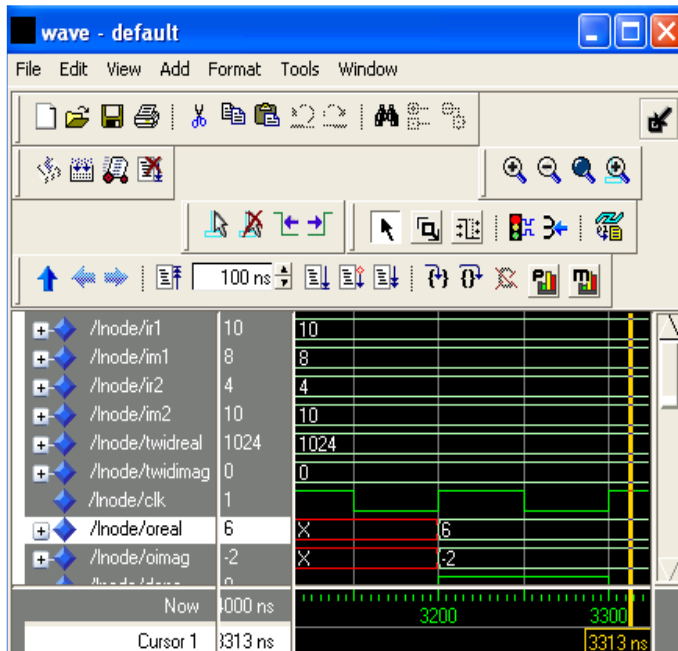 wave - default
File Edit View Add Format Tools Window
100 ns
/lnode/ir1 10 10
/lnode/im1 8 8
/lnode/ir2 4 4
/lnode/im2 10 10
/lnode/twidreal 1024 1024
/lnode/twidimag 0 0
/lnode/clk 1
/lnode/oreal 6 X 6
/lnode/oimag -2 X -2
Now 4000 ns 3200 3300
Cursor 1 3313 ns 3313 ns